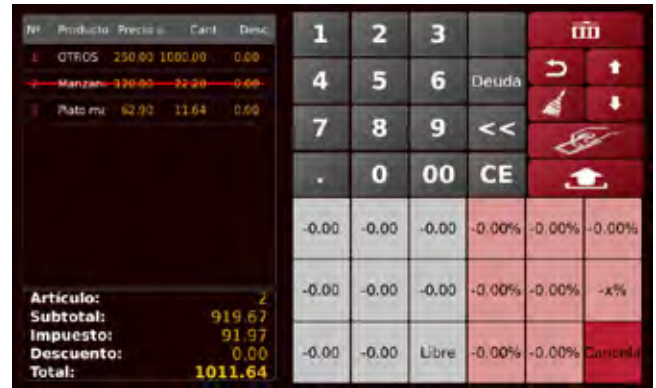 Nº Producto Precio u. Cant Desc
1 OTROS 250.00 1000.00 0.00
2 Manzan 320.00 22.20 0.00
3 Plato ma 62.90 11.64 0.00
Artículo: 2
Subtotal: 919.67
Impuesto: 91.97
Descuento: 0.00
Total: 1011.64
1 2 3
4 5 6 Deuda
7 8 9 <<
. 0 00 CE
-0.00 -0.00 -0.00 -0.00% -0.00% -0.00%
-0.00 -0.00 -0.00 -0.00% -0.00% -x%
-0.00 -0.00 Libre -0.00% -0.00% Cancela